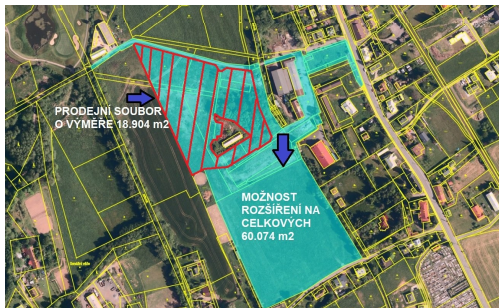 PRODEJNÍ SOUBOR
O VÝMĚŘE 18.904 m2
MOŽNOST
ROZŠÍŘENÍ NA
CELKOVÝCH
60.074 m2